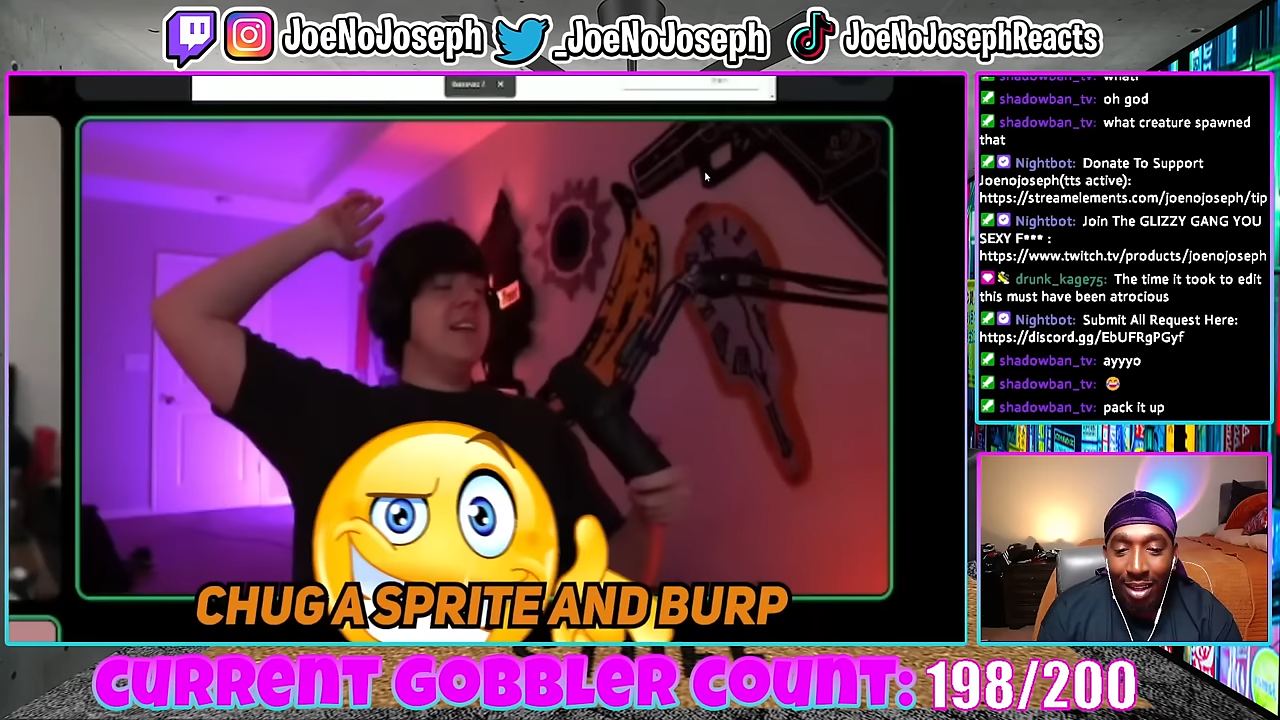 JoeNoJoseph
_JoeNoJoseph
JoeNoJosephReacts
shadowban_tv: what!
shadowban_tv: oh god
shadowban_tv: what creature spawned
that
Nightbot: Donate To Support
Joenojoseph(tts active):
https://streamelements.com/joenojoseph/tip
Nightbot: Join The GLIZZY GANG YOU
SEXY F*** :
https://www.twitch.tv/products/joenojoseph
drunk_kage75: The time it took to edit
this must have been atrocious
Nightbot: Submit All Request Here:
https://discord.gg/EbUFRgPGyf
shadowban_tv: ayyyo
shadowban_tv: 😂
shadowban_tv: pack it up
CHUG A SPRITE AND BURP
CURRENT GOBBLER COUNT: 198/200